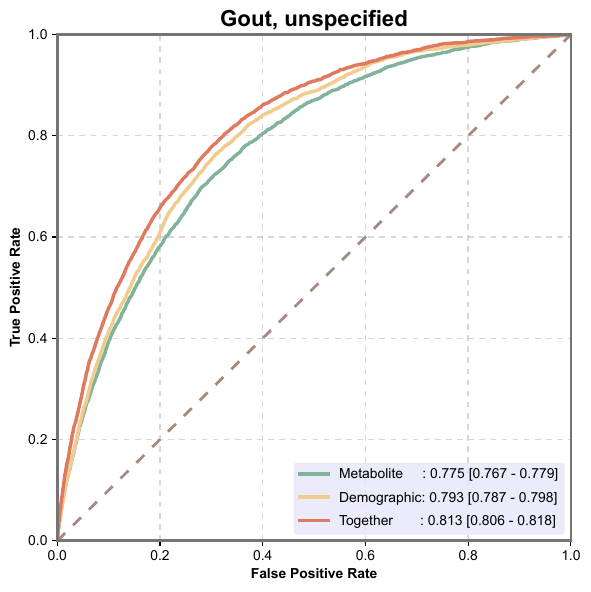 Gout, unspecified
True Positive Rate
1.0
0.8
0.6
0.4
0.2
0.0
Metabolite : 0.775 [0.767 - 0.779]
Demographic: 0.793 [0.787 - 0.798]
Together : 0.813 [0.806 - 0.818]
0.0 0.2 0.4 0.6 0.8 1.0
False Positive Rate